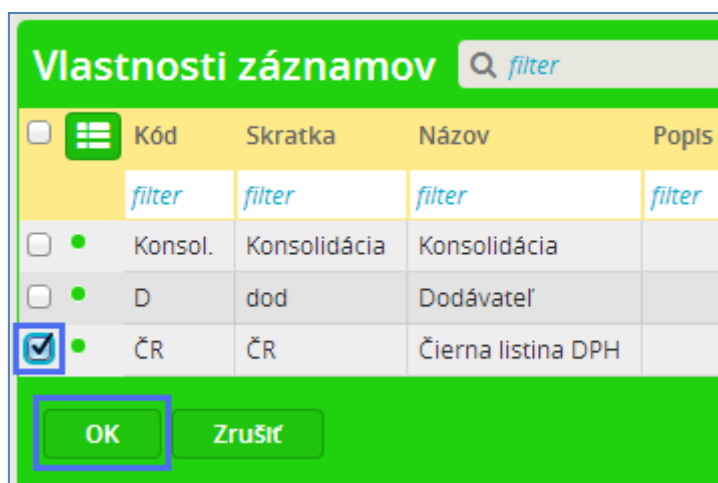 Vlastnosti záznamov filter
Kód Skratka Názov Popis
filter filter filter filter
Konsol. Konsolidácia Konsolidácia
D dod Dodávateľ
ČR ČR Čierna listina DPH
OK Zrušiť